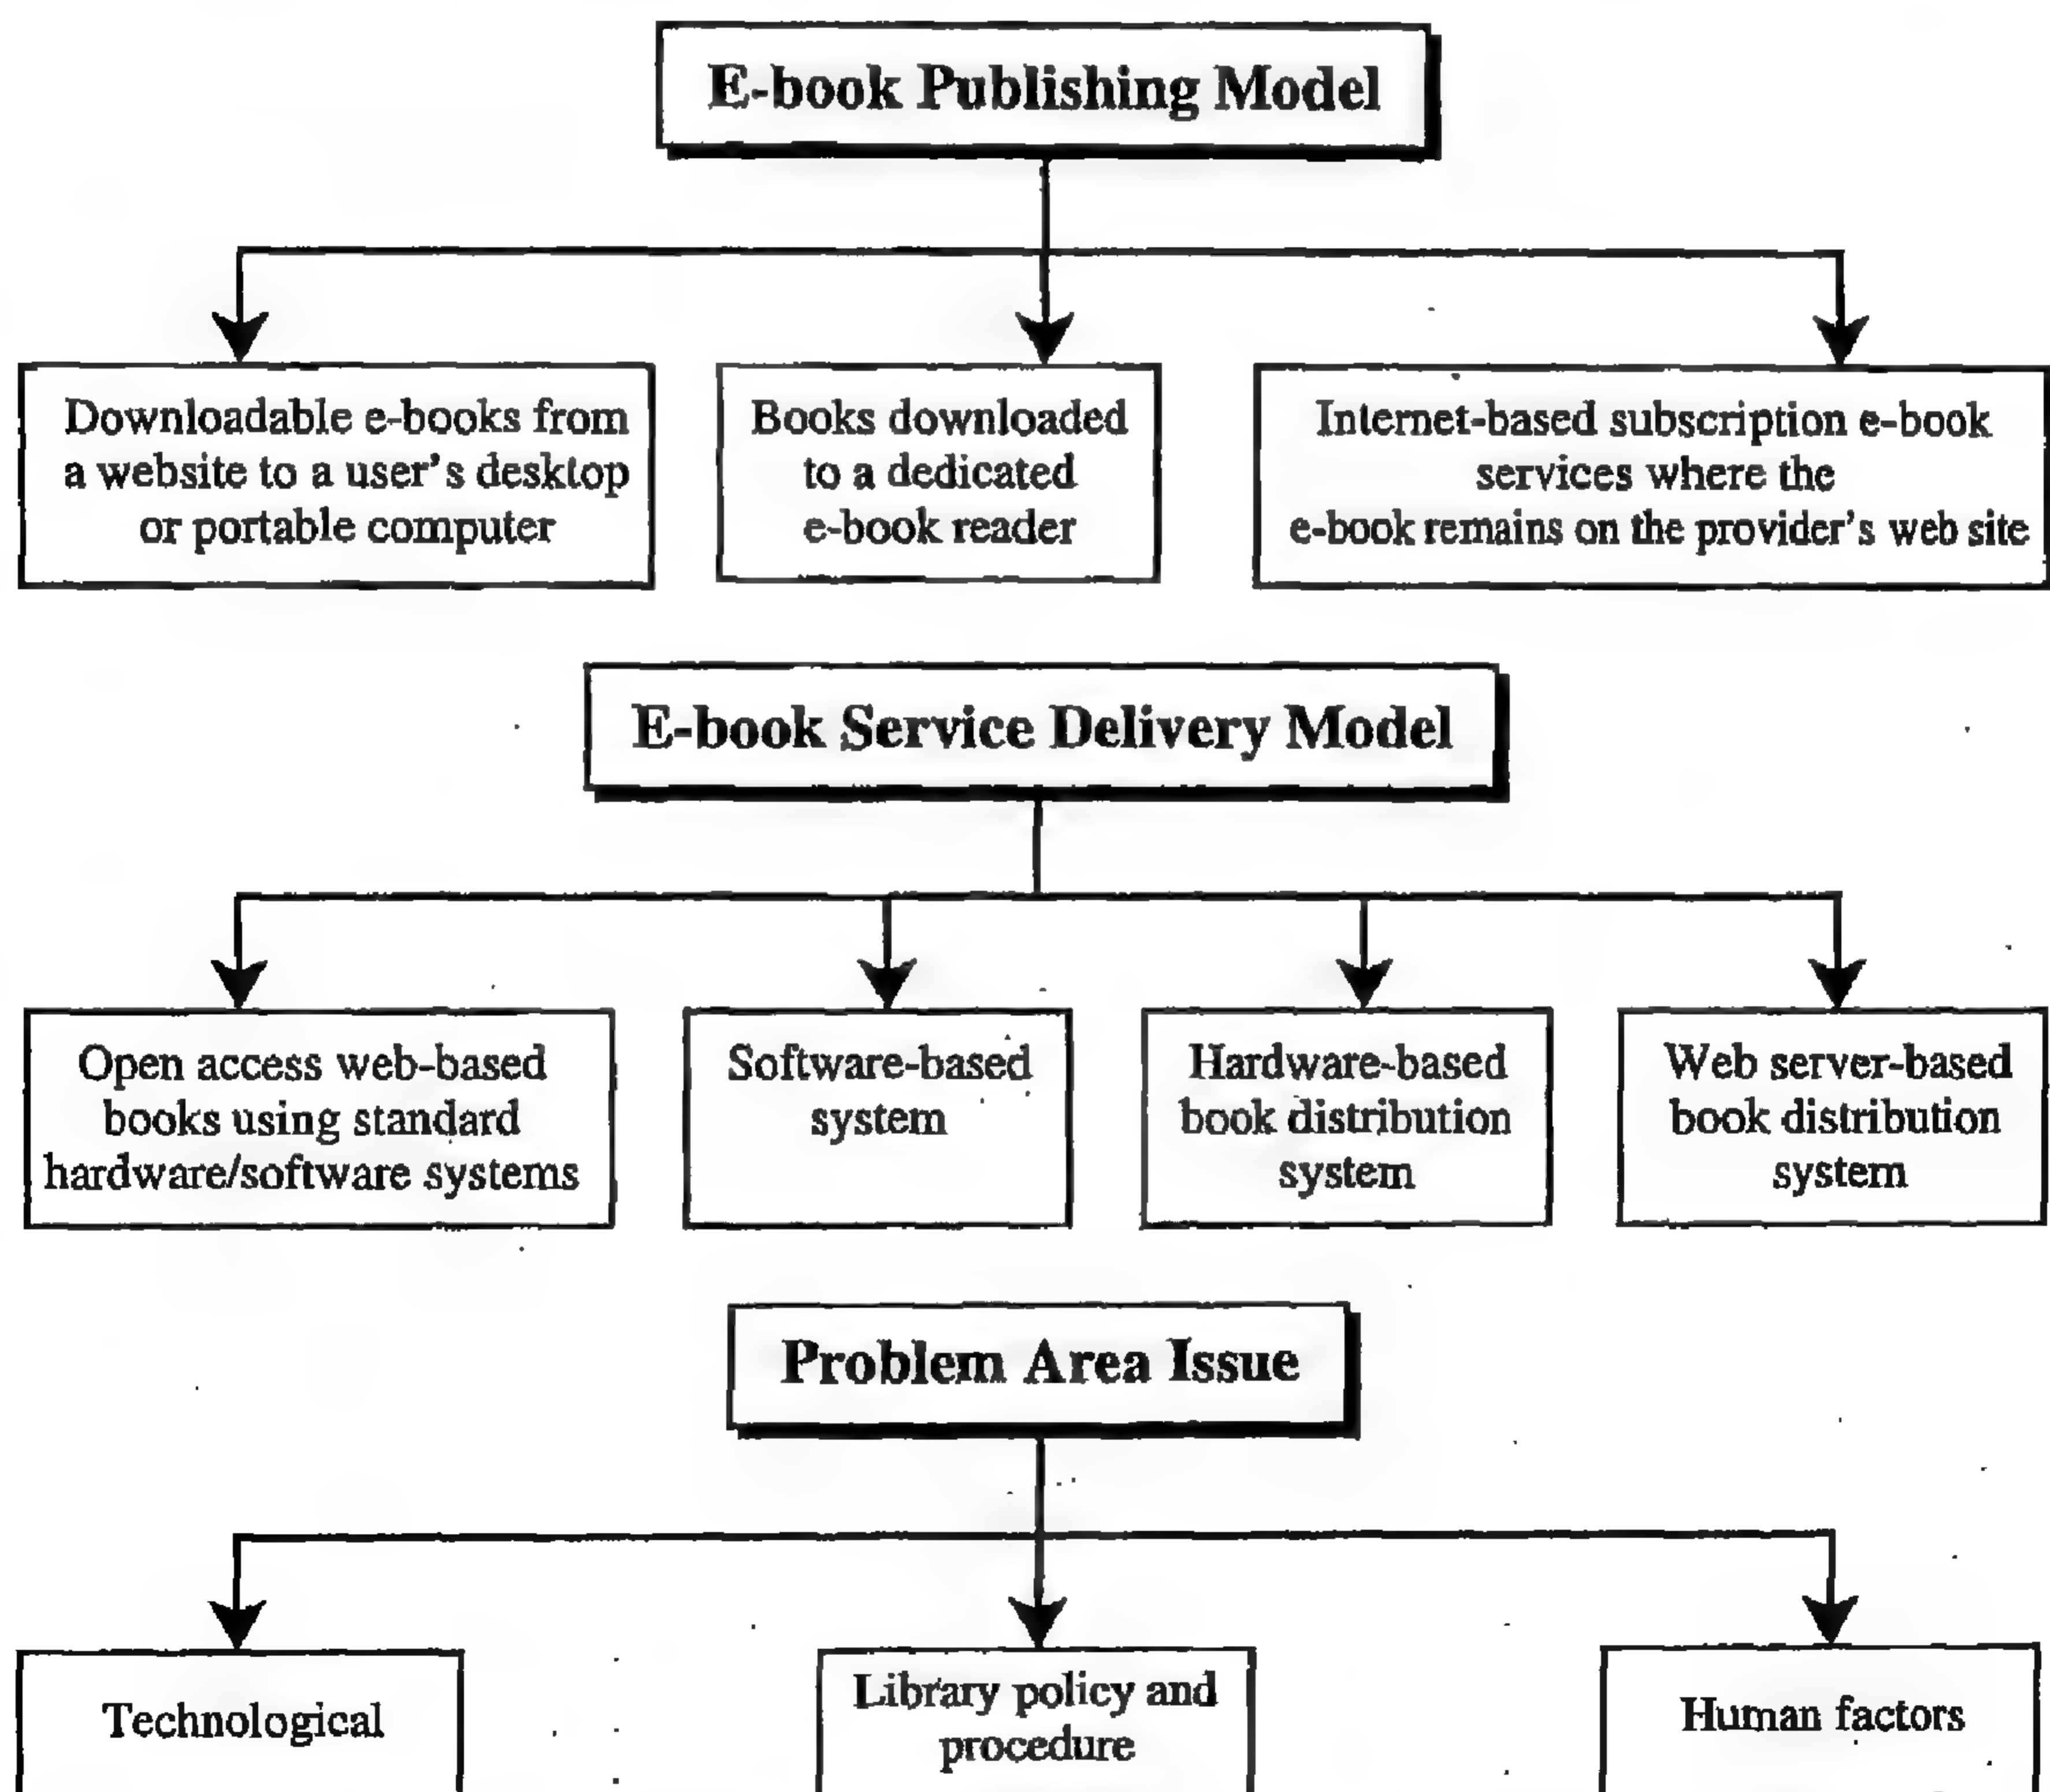 E-book Publishing Model
Downloadable e-books from
a website to a user's desktop
or portable computer
Books downloaded
to a dedicated
e-book reader
Internet-based subscription e-book
services where the
e-book remains on the provider's web site
E-book Service Delivery Model
Open access web-based
books using standard
hardware/software systems
Software-based
system
Hardware-based
book distribution
system
Web server-based
book distribution
system
Problem Area Issue
Technological
Library policy and
procedure
Human factors